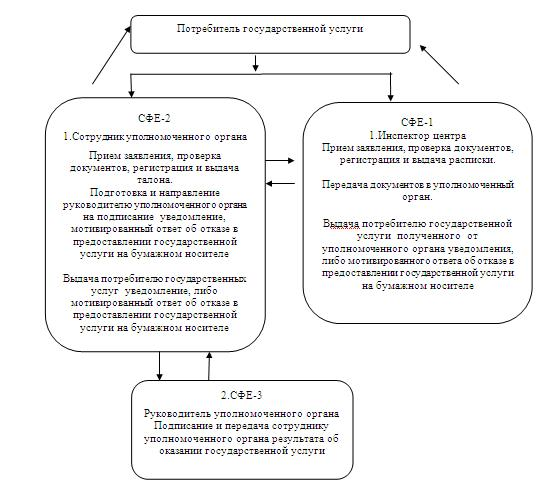 Потребитель государственной услуги
СФЕ-2
1.Сотрудник уполномоченного органа
Прием заявления, проверка
документов, регистрация и выдача
талона.
Подготовка и направление
руководителю уполномоченного органа
на подписание уведомление,
мотивированный ответ об отказе в
предоставлении государственной
услуги на бумажном носителе
Выдача потребителю государственных
услуг уведомление, либо
мотивированный ответ об отказе в
предоставлении государственной
услуги на бумажном носителе
СФЕ-1
1.Инспектор центра
Прием заявления, проверка документов,
регистрация и выдача расписки.
Передача документов в уполномоченный
орган.
Выдача потребителю государственной
услуги полученного от
уполномоченного органа уведомления,
либо мотивированного ответа об отказе в
предоставлении государственной услуги
на бумажном носителе
2.СФЕ-3
Руководитель уполномоченного органа
Подписание и передача сотруднику
уполномоченного органа результата об
оказании государственной услуги